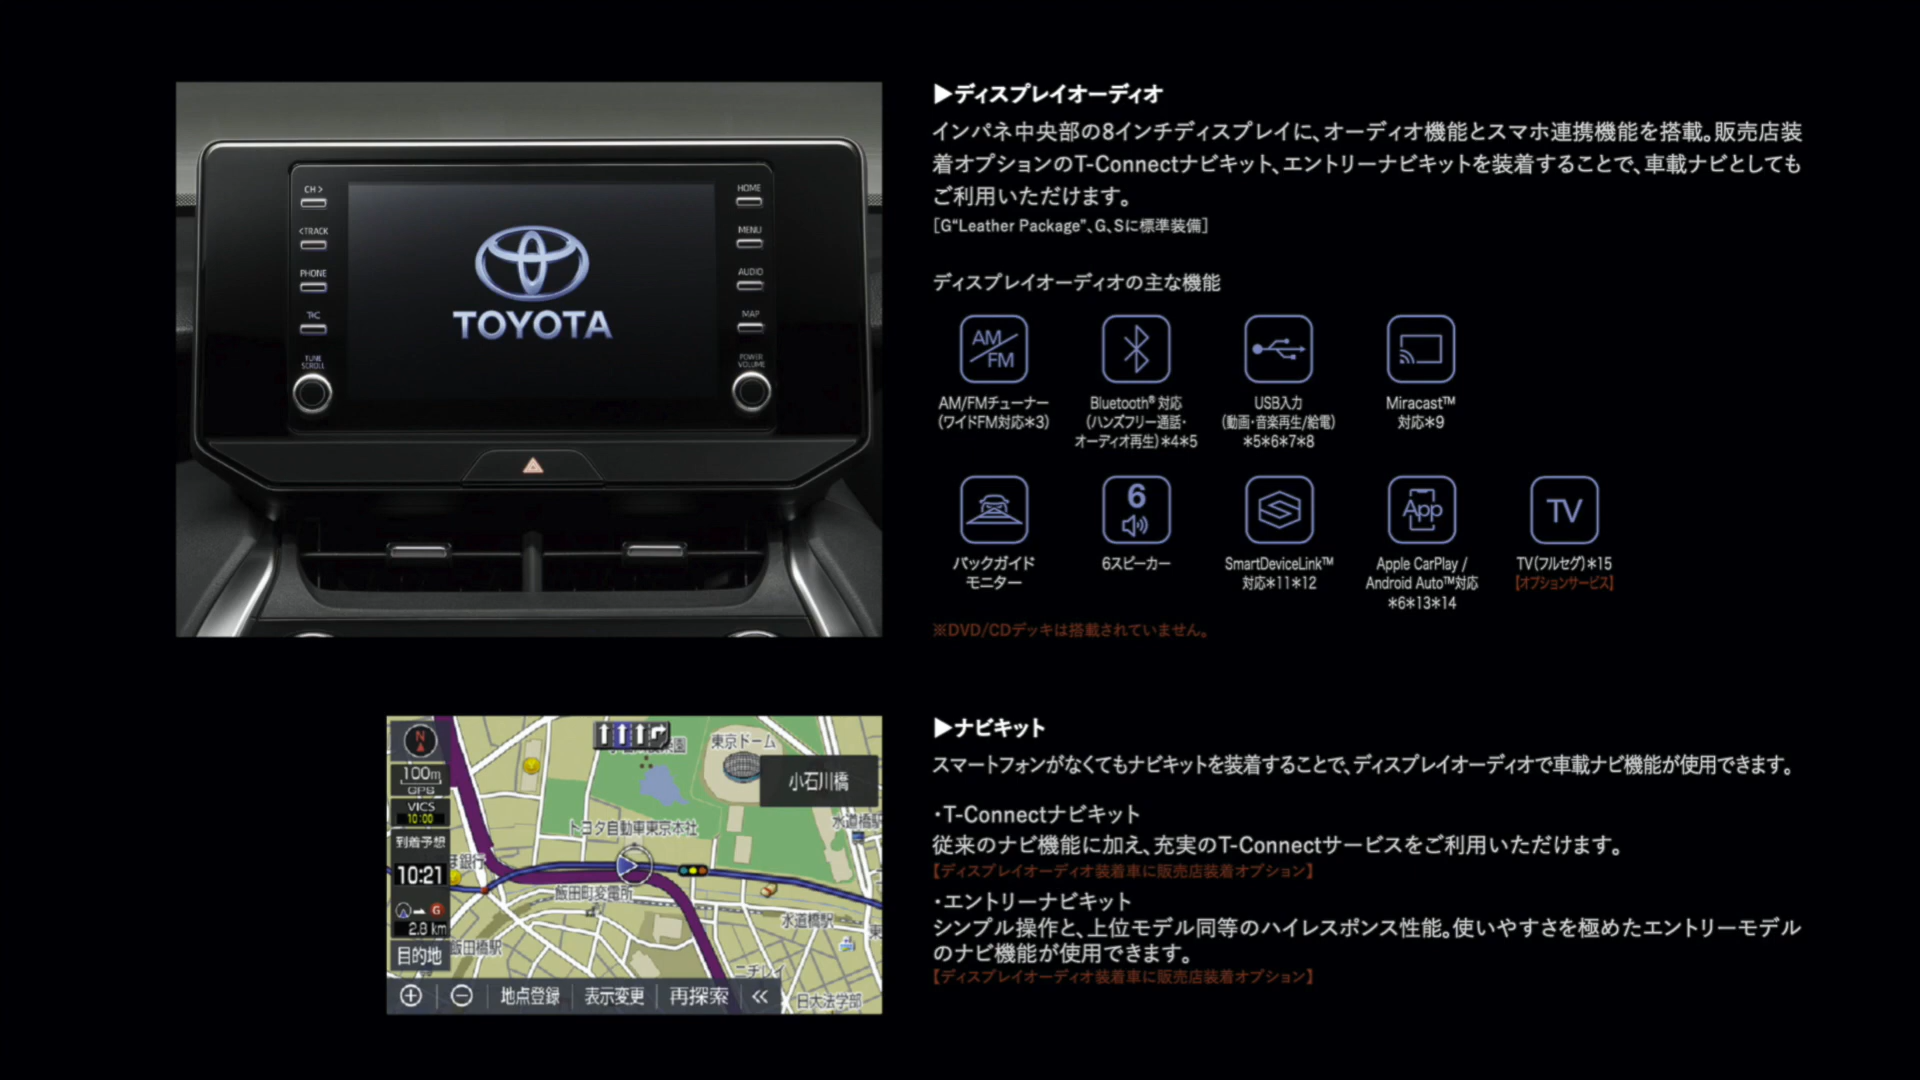 ▶ディスプレイオーディオ
インパネ中央部の8インチディスプレイに、オーディオ機能とスマホ連携機能を搭載。販売店装
着オプションのT-Connectナビキット、エントリーナビキットを装着することで、車載ナビとしても
ご利用いただけます。
[G“Leather Package”、G、Sに標準装備]
ディスプレイオーディオの主な機能
AM/FM
AM/FMチューナー
(ワイドFM対応＊3)
Bluetooth® 対応
(ハンズフリー通話・
オーディオ再生)＊4＊5
USB入力
(動画・音楽再生/給電)
＊5＊6＊7＊8
Miracast™
対応＊9
バックガイド
モニター
6
6スピーカー
SmartDeviceLink™
対応＊11＊12
App
Apple CarPlay /
Android Auto™対応
＊6＊13＊14
TV
TV(フルセグ)＊15
【オプションサービス】
※DVD/CDデッキは搭載されていません。
CH >
< TRACK
PHONE
TUNE
SCROLL
HOME
MENU
AUDIO
MAP
POWER
VOLUME
TOYOTA
▶ナビキット
スマートフォンがなくてもナビキットを装着することで、ディスプレイオーディオで車載ナビ機能が使用できます。
・T-Connectナビキット
従来のナビ機能に加え、充実のT-Connectサービスをご利用いただけます。
【ディスプレイオーディオ装着車に販売店装着オプション】
・エントリーナビキット
シンプル操作と、上位モデル同等のハイレスポンス性能。使いやすさを極めたエントリーモデル
のナビ機能が使用できます。
【ディスプレイオーディオ装着車に販売店装着オプション】
N
100m
GPS
VICS
10:00
到着予想
10:21
G
2.8 km
目的地
東京ドーム
小石川橋
水道橋駅
トヨタ自動車東京本社
飯田町変電所
水道橋駅
飯田橋駅
ニチレイ
日大法学部
地点登録
表示変更
再探索